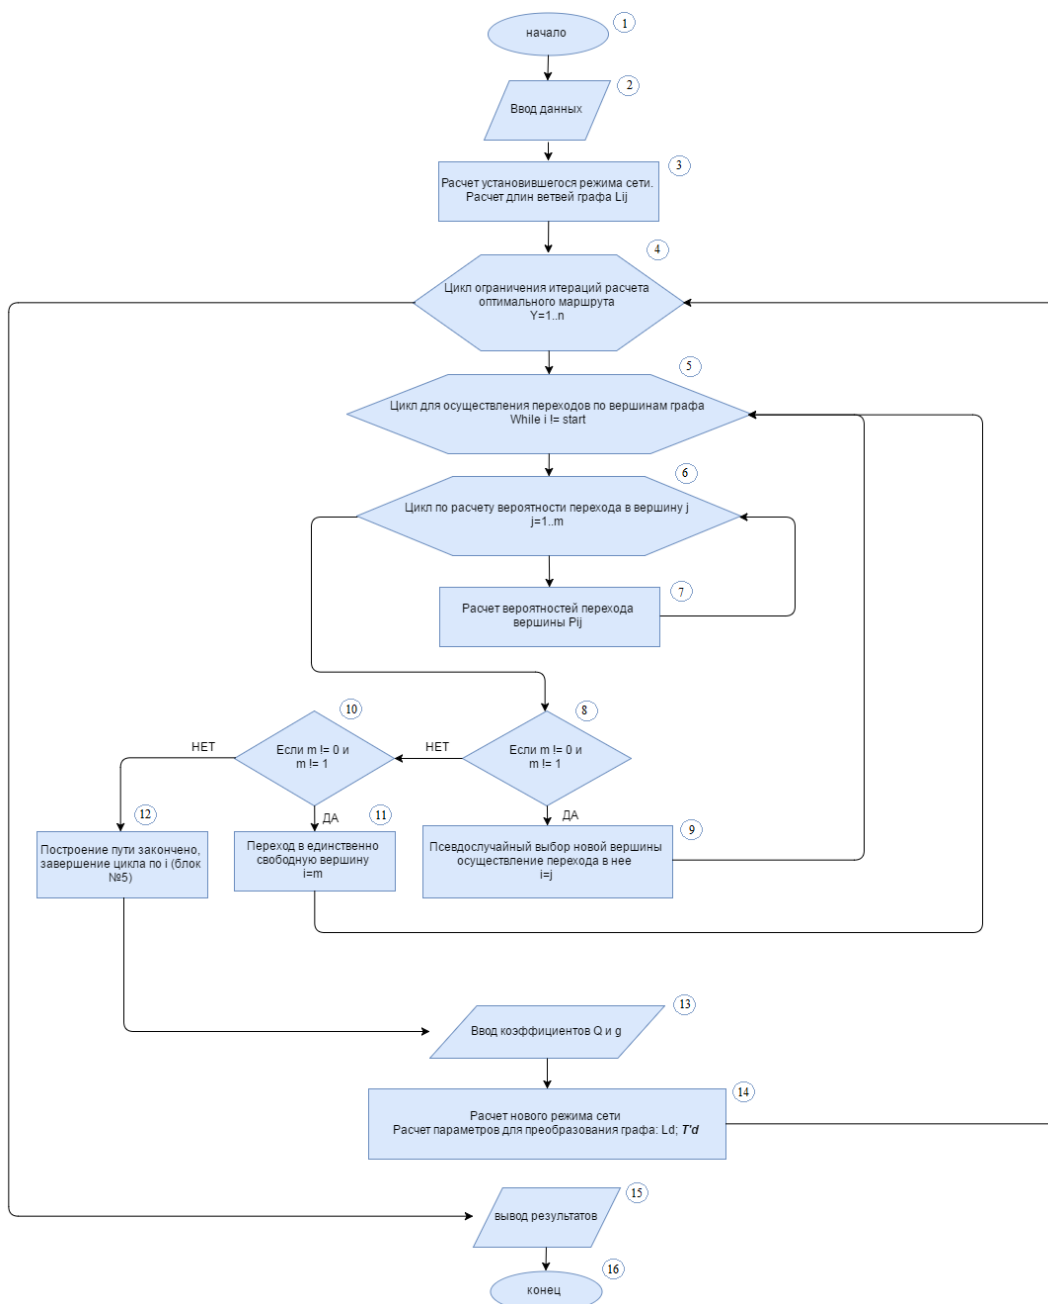 начало
1
2
Ввод данных
3
Расчет установившегося режима сети.
Расчет длин ветвей графа Lij
4
Цикл ограничения итераций расчета
оптимального маршрута
Y=1..n
5
Цикл для осуществления переходов по вершинам графа
While i != start
6
Цикл по расчету вероятности перехода в вершину j
j=1..m
7
Расчет вероятностей перехода
вершины Pij
10
8
НЕТ
Если m != 0 и
m != 1
НЕТ
Если m != 0 и
m != 1
12
ДА
11
ДА
9
Построение пути закончено,
завершение цикла по i (блок
№5)
Переход в единственно
свободную вершину
i=m
Псевдослучайный выбор новой вершины
осуществление перехода в нее
i=j
13
Ввод коэффициентов Q и g
14
Расчет нового режима сети
Расчет параметров для преобразования графа: Ld; T'd
15
вывод результатов
16
конец